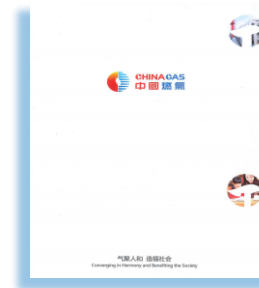 CHINA GAS
中国燃气
气聚人和 造福社会
Converging in Harmony and Benefiting the Society